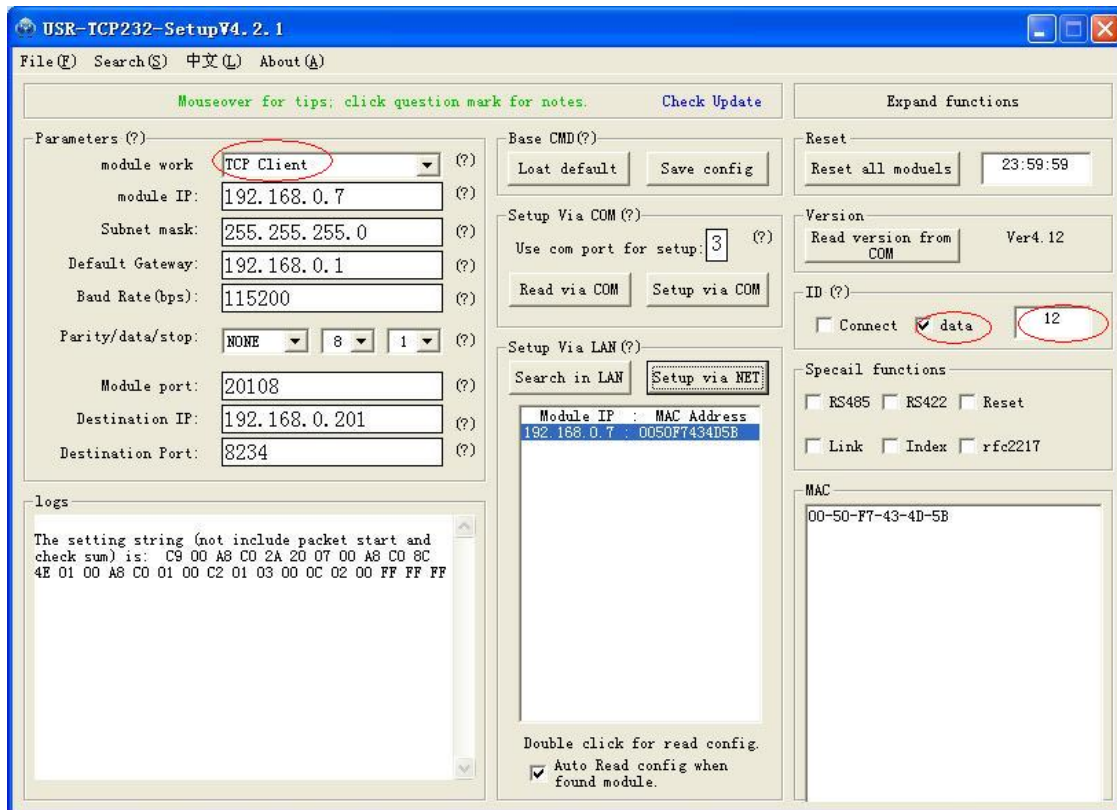 USR-TCP232-SetupV4.2.1
File(F) Search(S) 中文(L) About(A)
Mouseover for tips; click question mark for notes. Check Update
Expand functions
Parameters (?)
module work TCP Client (?)
module IP: 192.168.0.7 (?)
Subnet mask: 255.255.255.0 (?)
Default Gateway: 192.168.0.1 (?)
Baud Rate(bps): 115200 (?)
Parity/data/stop: NONE 8 1 (?)
Module port: 20108 (?)
Destination IP: 192.168.0.201 (?)
Destination Port: 8234 (?)
logs
The setting string (not include packet start and
check sum) is: C9 00 A8 C0 2A 20 07 00 A8 C0 8C
4E 01 00 A8 C0 01 00 C2 01 03 00 0C 02 00 FF FF FF
Base CMD(?)
Loat default Save config
Setup Via COM(?)
Use com port for setup: 3 (?)
Read via COM Setup via COM
Setup Via LAN(?)
Search in LAN Setup via NET
Module IP : MAC Address
192.168.0.7 : 0050F7434D5B
Double click for read config.
Auto Read config when
found module.
Reset
Reset all moduels 23:59:59
Version
Read version from
COM
Ver4.12
ID (?)
Connect data 12
Specail functions
RS485 RS422 Reset
Link Index rfc2217
MAC
00-50-F7-43-4D-5B